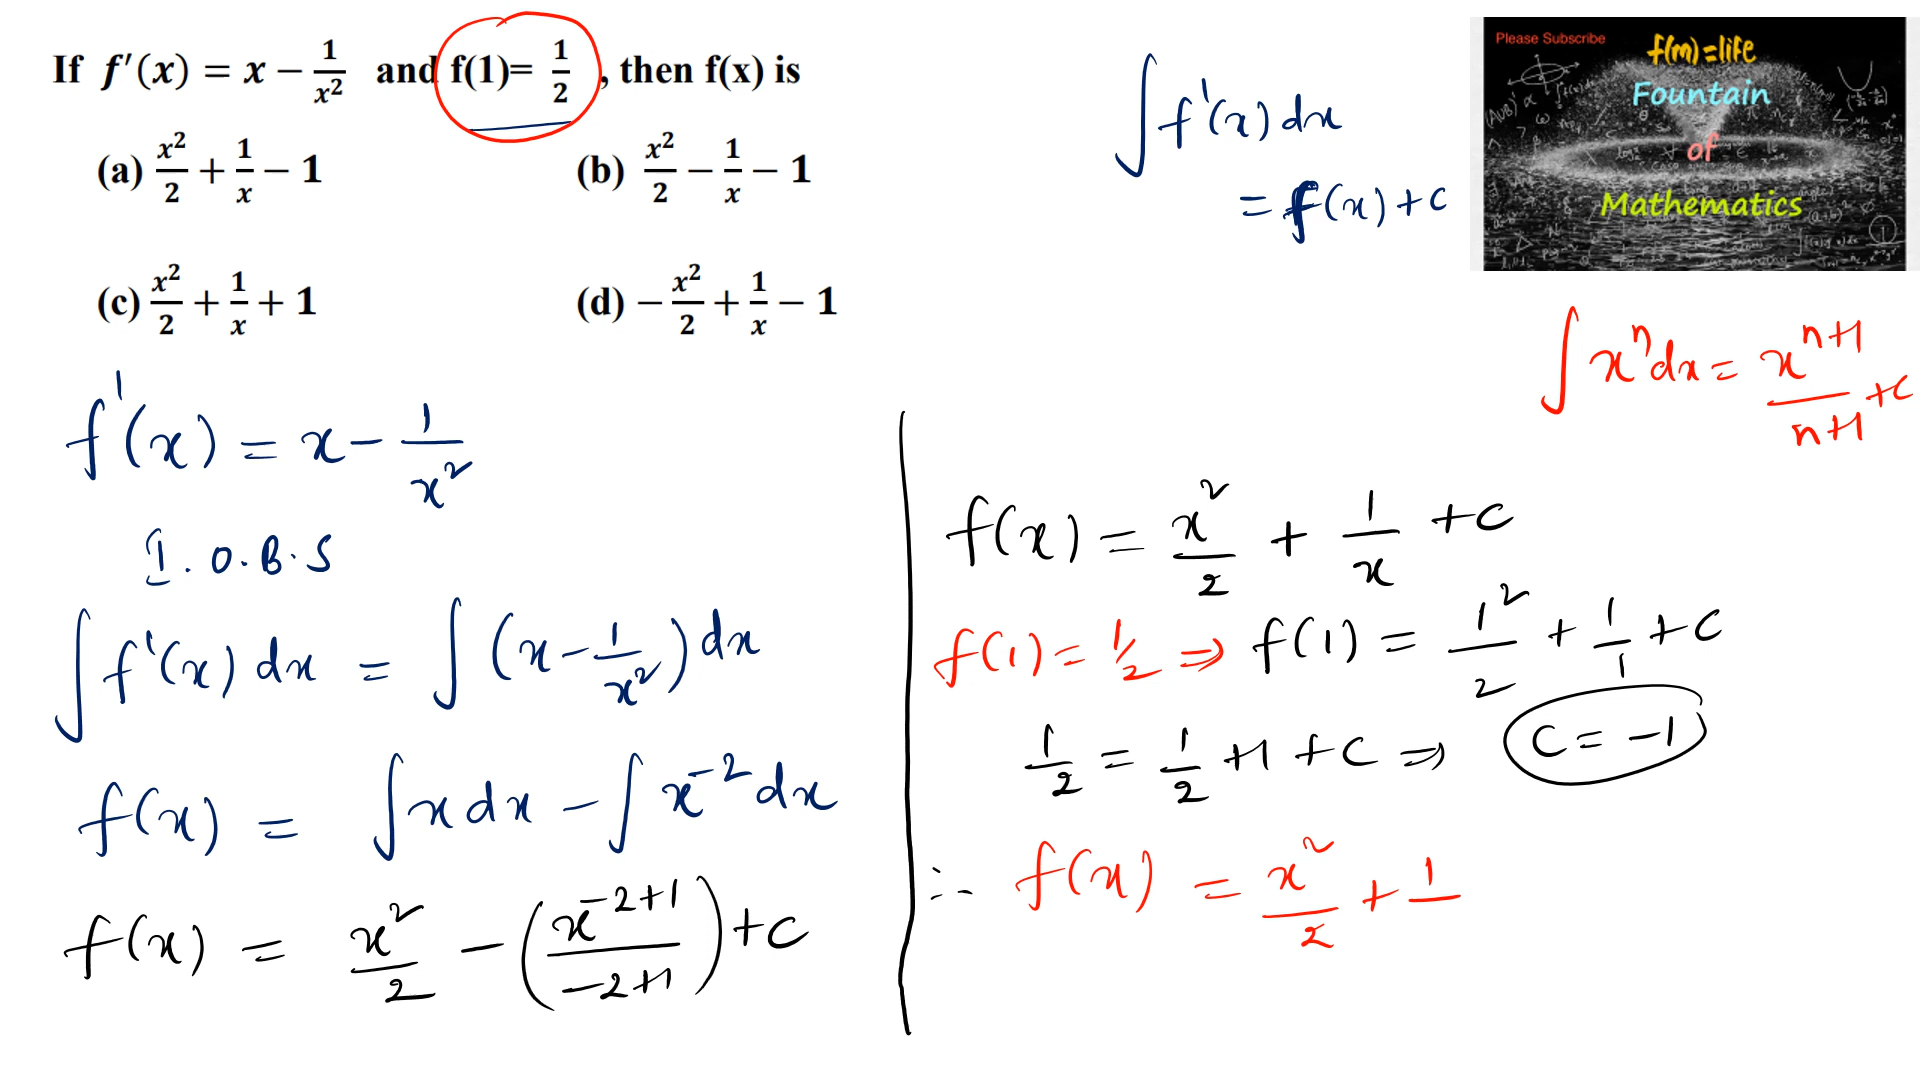 If f′(x) = x − 1/x² and f(1)= 1/2 , then f(x) is
(a) x²/2 + 1/x − 1
(b) x²/2 − 1/x − 1
(c) x²/2 + 1/x + 1
(d) − x²/2 + 1/x − 1
∫ f'(x) dx
= f(x) + c
Please Subscribe
f(m)=life
Fountain
of
Mathematics
∫ xⁿ dx = xⁿ⁺¹/n+1 + c
f'(x) = x − 1/x²
I.O.B.S
∫ f'(x) dx = ∫ (x − 1/x²) dx
f(x) = ∫ x dx − ∫ x⁻² dx
f(x) = x²/2 − (x⁻²⁺¹/−2+1) + c
f(x) = x²/2 + 1/x + c
f(1) = 1/2 ⇒ f(1) = 1²/2 + 1/1 + c
1/2 = 1/2 + 1 + c ⇒ c = −1
∴ f(x) = x²/2 + 1